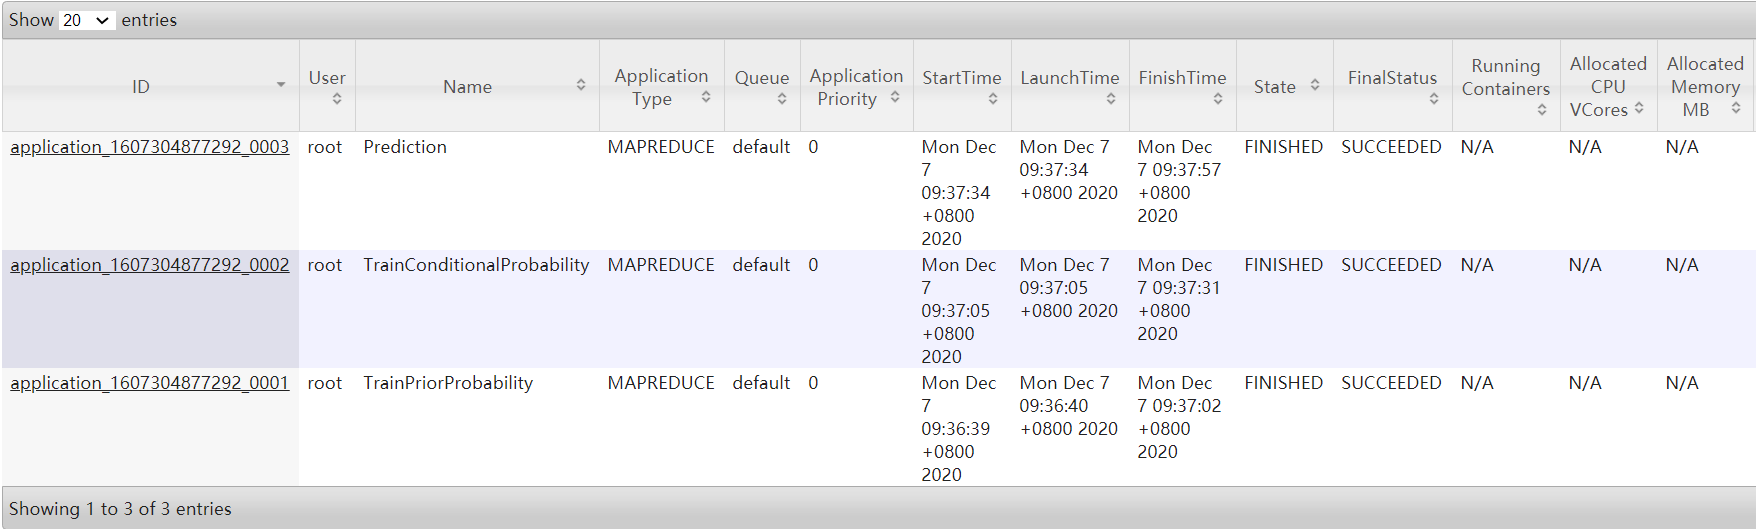 Show 20 entries
ID User Name Application Type Queue Application Priority StartTime LaunchTime FinishTime State FinalStatus Running Containers Allocated CPU VCores Allocated Memory MB
application_1607304877292_0003 root Prediction MAPREDUCE default 0 Mon Dec 7 09:37:34 +0800 2020 Mon Dec 7 09:37:34 +0800 2020 Mon Dec 7 09:37:57 +0800 2020 FINISHED SUCCEEDED N/A N/A N/A
application_1607304877292_0002 root TrainConditionalProbability MAPREDUCE default 0 Mon Dec 7 09:37:05 +0800 2020 Mon Dec 7 09:37:05 +0800 2020 Mon Dec 7 09:37:31 +0800 2020 FINISHED SUCCEEDED N/A N/A N/A
application_1607304877292_0001 root TrainPriorProbability MAPREDUCE default 0 Mon Dec 7 09:36:39 +0800 2020 Mon Dec 7 09:36:40 +0800 2020 Mon Dec 7 09:37:02 +0800 2020 FINISHED SUCCEEDED N/A N/A N/A
Showing 1 to 3 of 3 entries